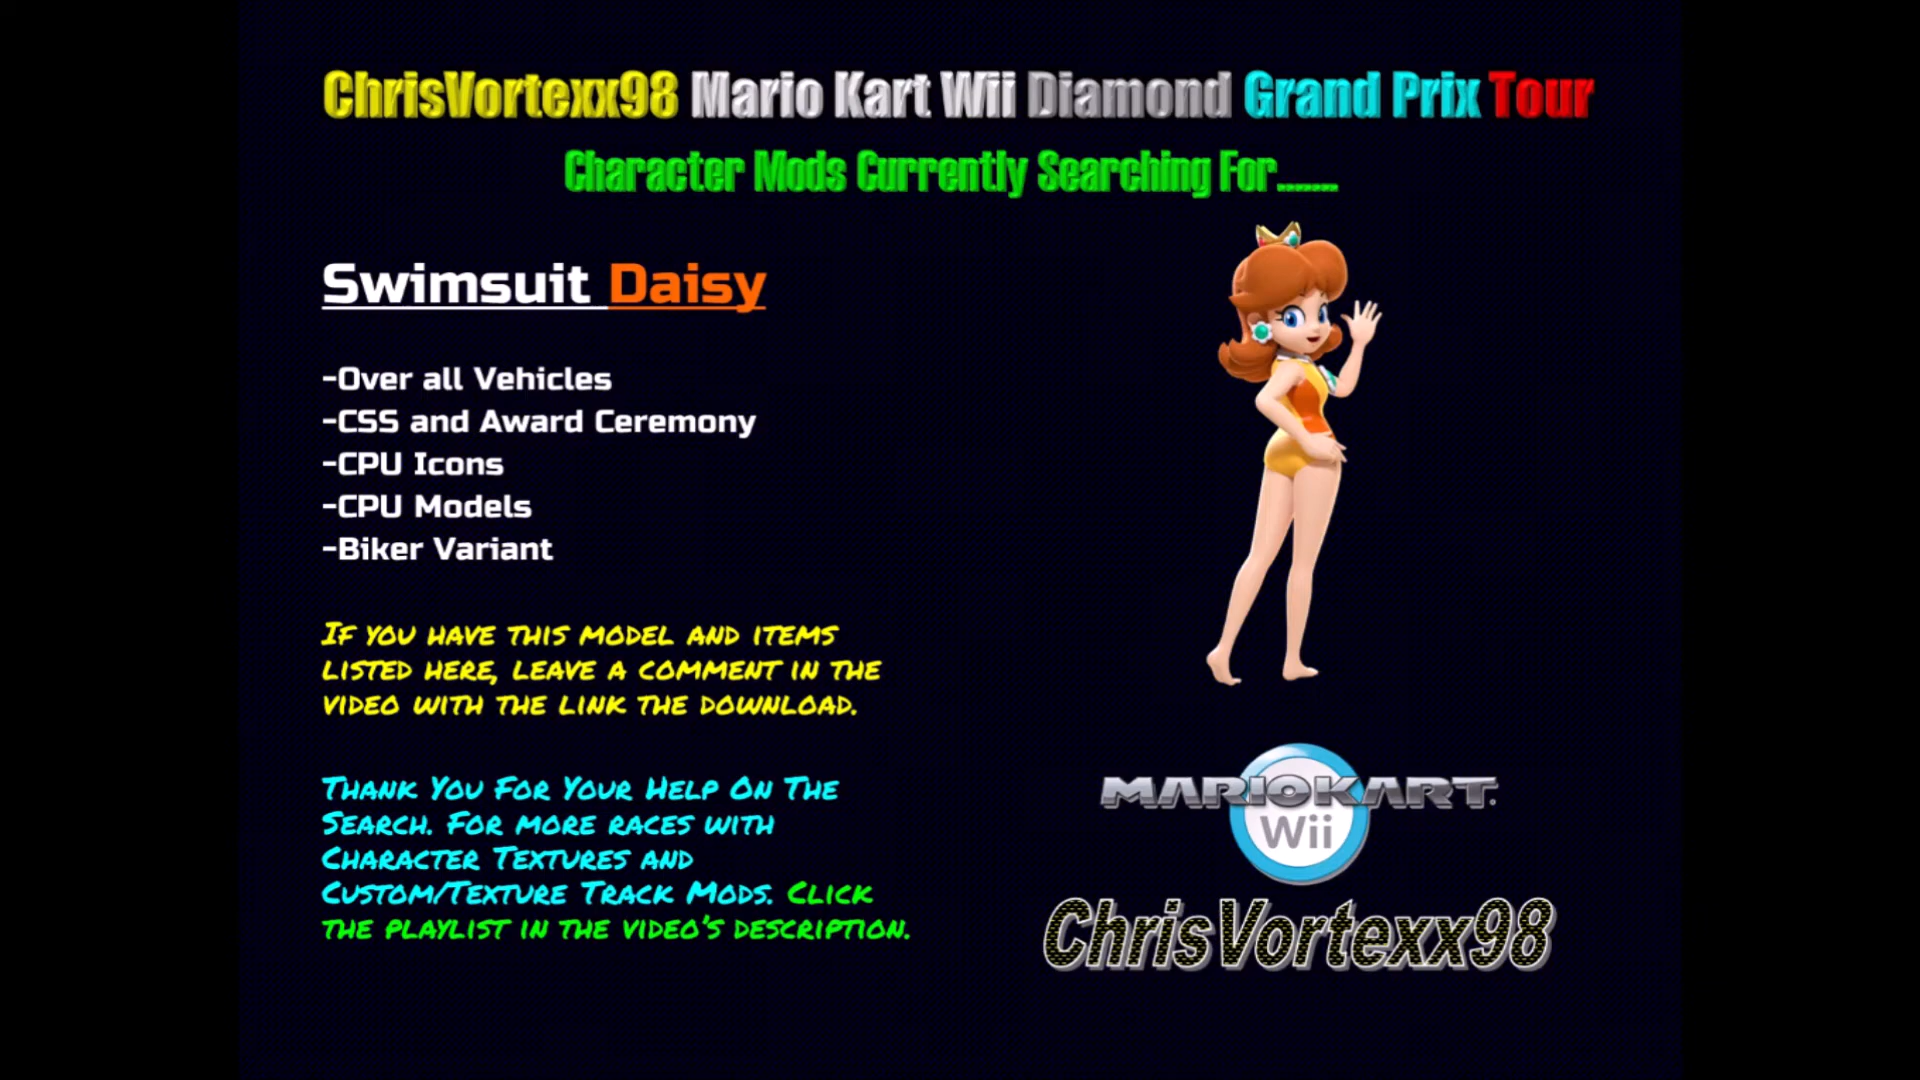 ChrisVortexx98 Mario Kart Wii Diamond Grand Prix Tour
Character Mods Currently Searching For.......
Swimsuit Daisy
-Over all Vehicles
-CSS and Award Ceremony
-CPU Icons
-CPU Models
-Biker Variant
If you have this model and items
listed here, leave a comment in the
video with the link the download.
Thank You For Your Help On The
Search. For more races with
Character Textures and
Custom/Texture Track Mods. Click
the playlist in the video's description.
MARIOKART
Wii
ChrisVortexx98